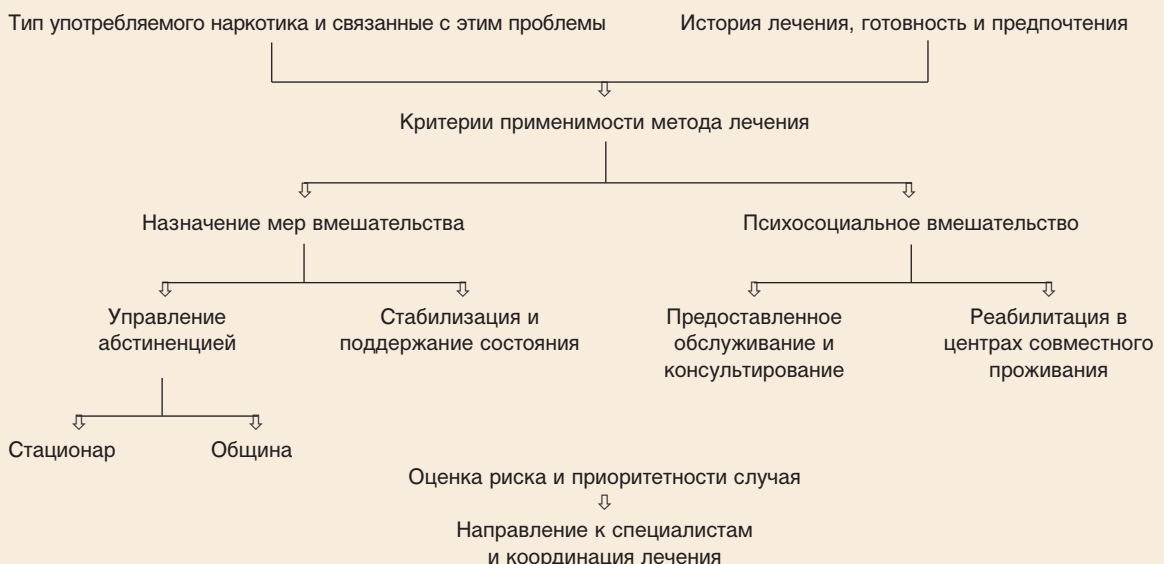 Тип употребляемого наркотика и связанные с этим проблемы
История лечения, готовность и предпочтения
Критерии применимости метода лечения
Назначение мер вмешательства
Психосоциальное вмешательство
Управление
абстиненцией
Стабилизация и
поддержание состояния
Предоставленное
обслуживание и
консультирование
Реабилитация в
центрах совместного
проживания
Стационар
Община
Оценка риска и приоритетности случая
Направление к специалистам
и координация лечения